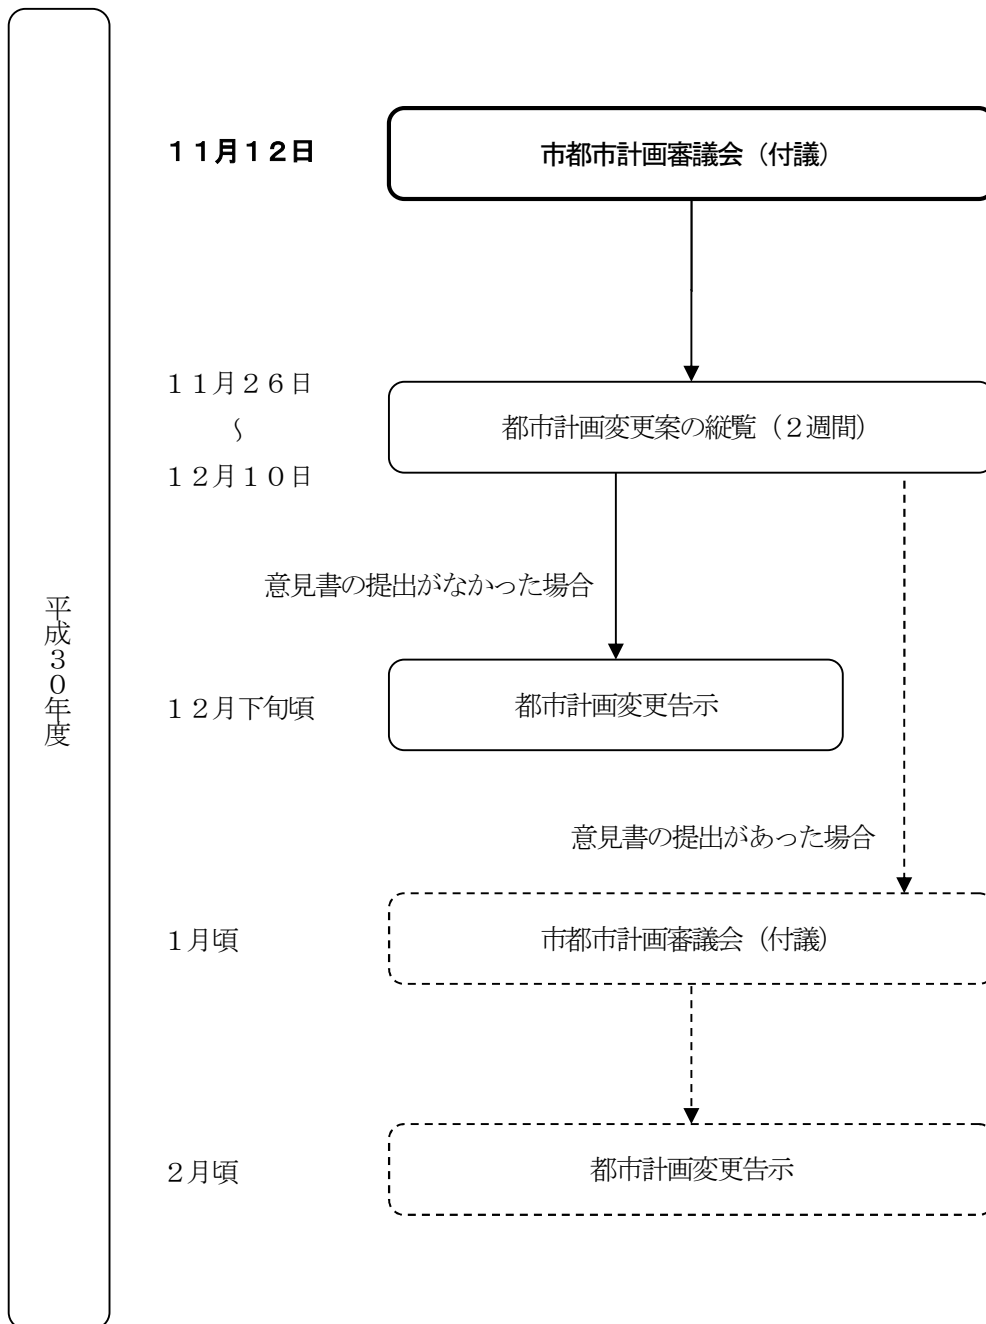 平成３０年度
１１月１２日
市都市計画審議会（付議）
１１月２６日
～
１２月１０日
都市計画変更案の縦覧（２週間）
意見書の提出がなかった場合
１２月下旬頃
都市計画変更告示
意見書の提出があった場合
１月頃
市都市計画審議会（付議）
２月頃
都市計画変更告示